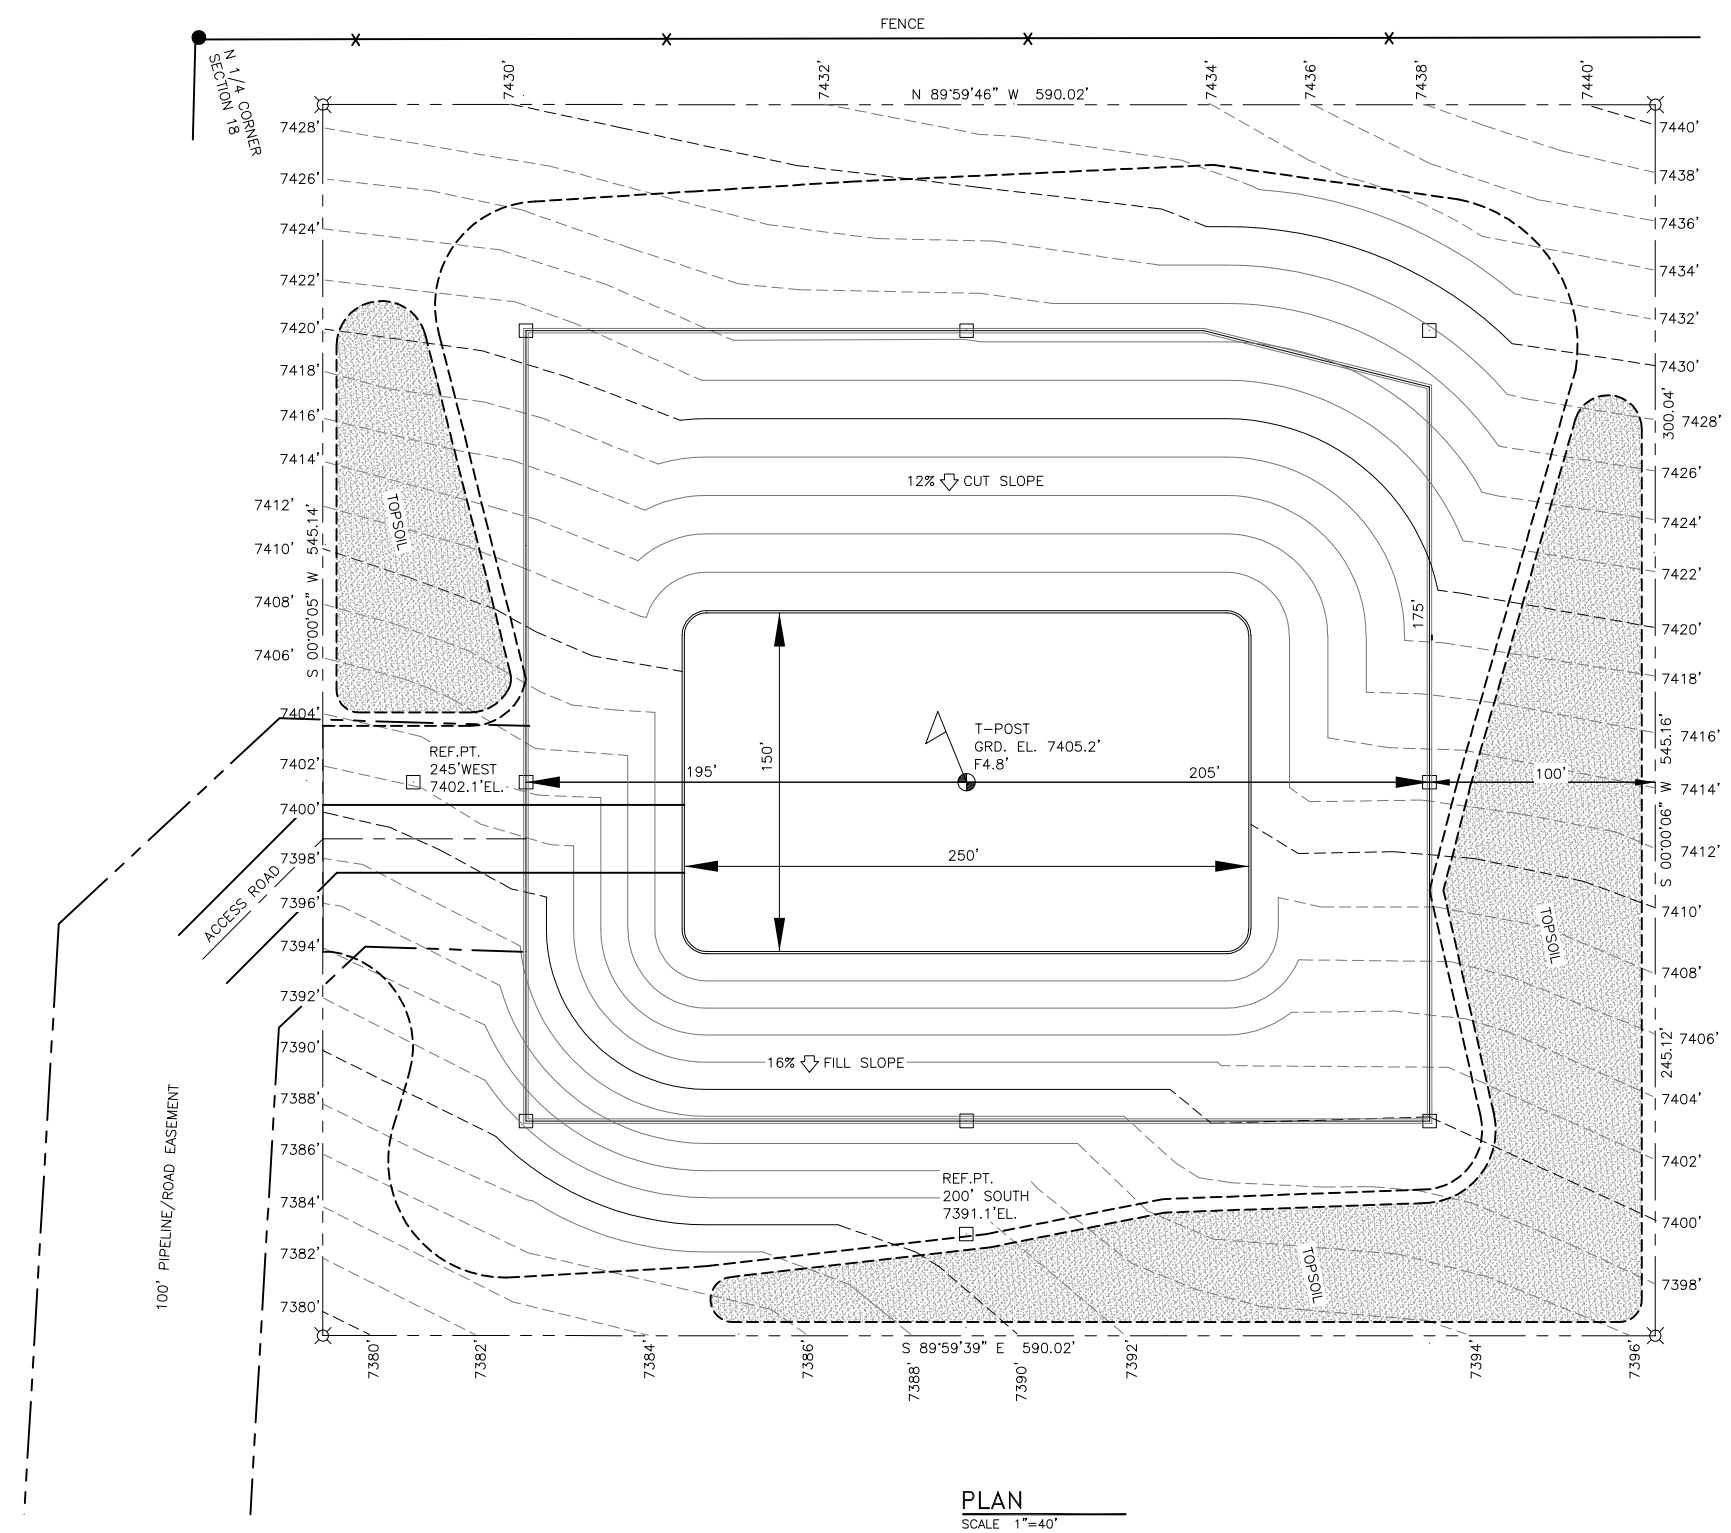 FENCE
N 1/4 CORNER
SECTION 18
7430'
7432'
7434'
7436'
7438'
7440'
N 89°59'46" W 590.02'
7428'
7426'
7424'
7422'
7420'
7418'
7416'
7414'
7412'
7410'
7408'
7406'
7404'
7402'
7400'
7398'
7396'
7394'
7392'
7390'
7388'
7386'
7384'
7382'
7380'
S 00°00'05" W 545.14'
TOPSOIL
12% CUT SLOPE
175'
T-POST
GRD. EL. 7405.2'
F4.8'
150'
195'
205'
100'
250'
REF.PT.
245'WEST
7402.1'EL.
ACCESS ROAD
16% FILL SLOPE
REF.PT.
200' SOUTH
7391.1'EL.
100' PIPELINE/ROAD EASEMENT
TOPSOIL
TOPSOIL
7440'
7438'
7436'
7434'
7432'
7430'
300.04'
7428'
7426'
7424'
7422'
7420'
7418'
7416'
7414'
7412'
7410'
7408'
7406'
7404'
7402'
7400'
7398'
S 00°00'06" W 545.16'
245.12'
S 89°59'39" E 590.02'
7380'
7382'
7384'
7386'
7388'
7390'
7392'
7394'
7396'
PLAN
SCALE 1"=40'